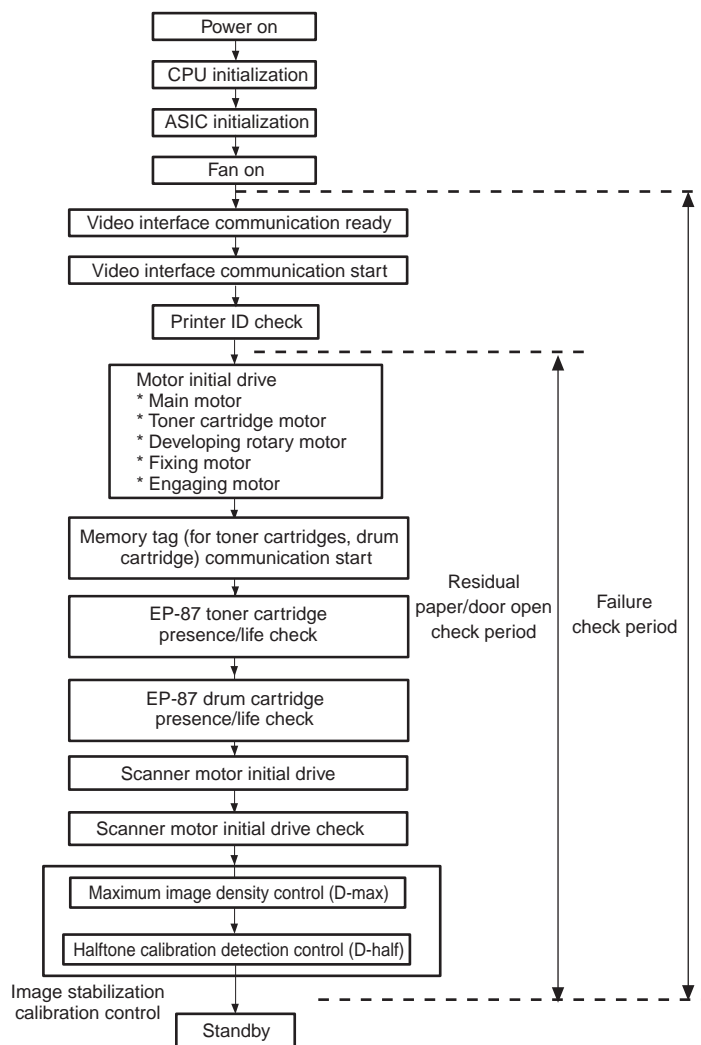 Power on
CPU initialization
ASIC initialization
Fan on
Video interface communication ready
Video interface communication start
Printer ID check
Motor initial drive
* Main motor
* Toner cartridge motor
* Developing rotary motor
* Fixing motor
* Engaging motor
Memory tag (for toner cartridges, drum
cartridge) communication start
EP-87 toner cartridge
presence/life check
EP-87 drum cartridge
presence/life check
Scanner motor initial drive
Scanner motor initial drive check
Maximum image density control (D-max)
Halftone calibration detection control (D-half)
Image stabilization
calibration control
Standby
Residual
paper/door open
check period
Failure
check period